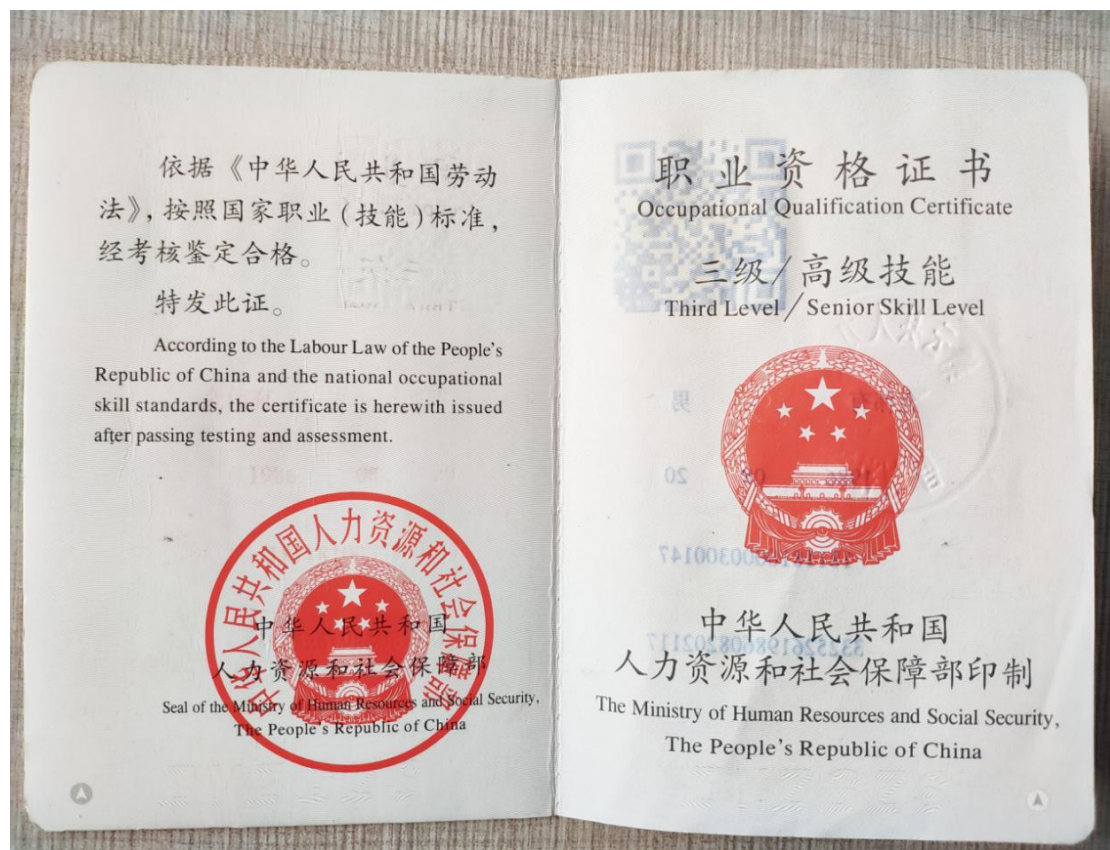 依据《中华人民共和国劳动
法》，按照国家职业（技能）标准，
经考核鉴定合格。
特发此证。
According to the Labour Law of the People's
Republic of China and the national occupational
skill standards, the certificate is herewith issued
after passing testing and assessment.
中华人民共和国人力资源和社会保障部
中华人民共和国
人力资源和社会保障部
Seal of the Ministry of Human Resources and Social Security,
The People's Republic of China
职业资格证书
Occupational Qualification Certificate
三级/高级技能
Third Level/Senior Skill Level
中华人民共和国
人力资源和社会保障部印制
The Ministry of Human Resources and Social Security,
The People's Republic of China